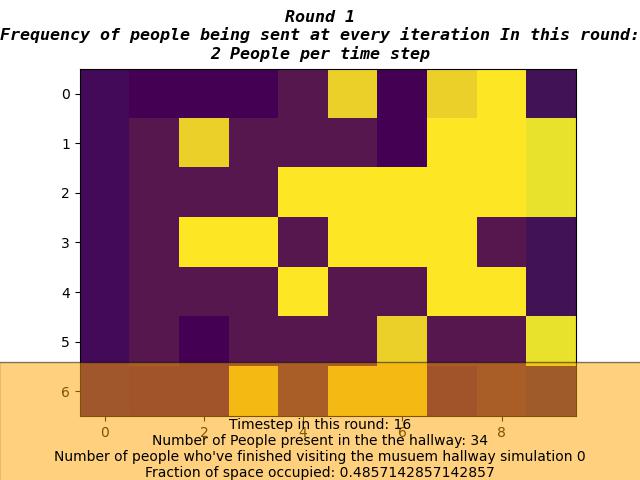 Round 1
Frequency of people being sent at every iteration In this round:
2 People per time step
0
1
2
3
4
5
6
0 2 4 6 8
Timestep in this round: 16
Number of People present in the the hallway: 34
Number of people who've finished visiting the musuem hallway simulation 0
Fraction of space occupied: 0.4857142857142857